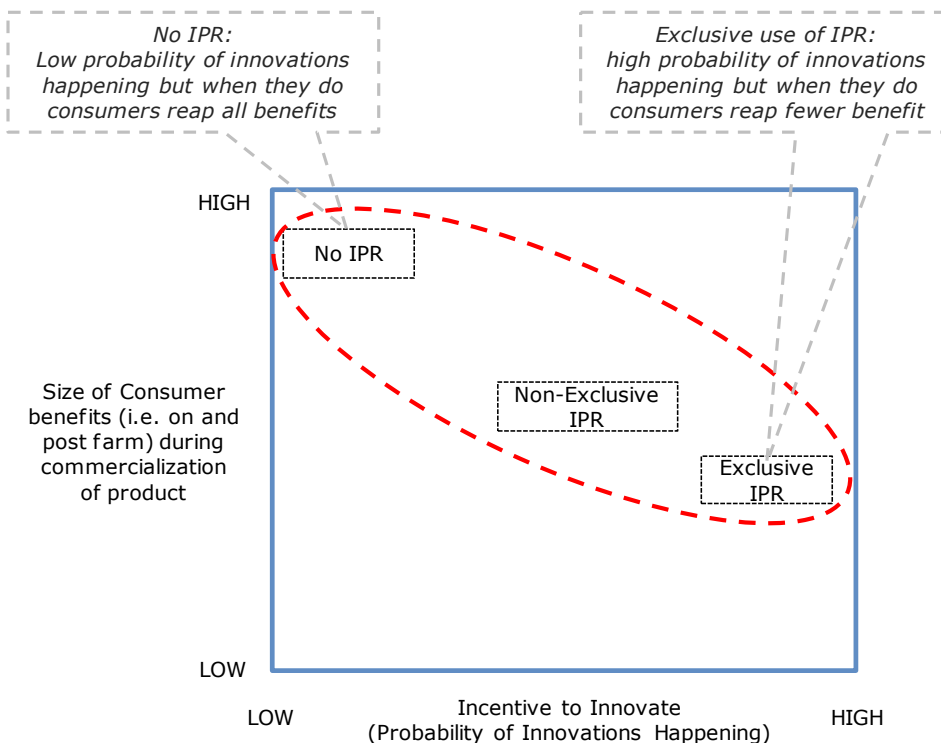 No IPR:
Low probability of innovations
happening but when they do
consumers reap all benefits
Exclusive use of IPR:
high probability of innovations
happening but when they do
consumers reap fewer benefit
HIGH
No IPR
Size of Consumer
benefits (i.e. on and
post farm) during
commercialization
of product
Non-Exclusive
IPR
Exclusive
IPR
LOW
LOW
Incentive to Innovate
(Probability of Innovations Happening)
HIGH